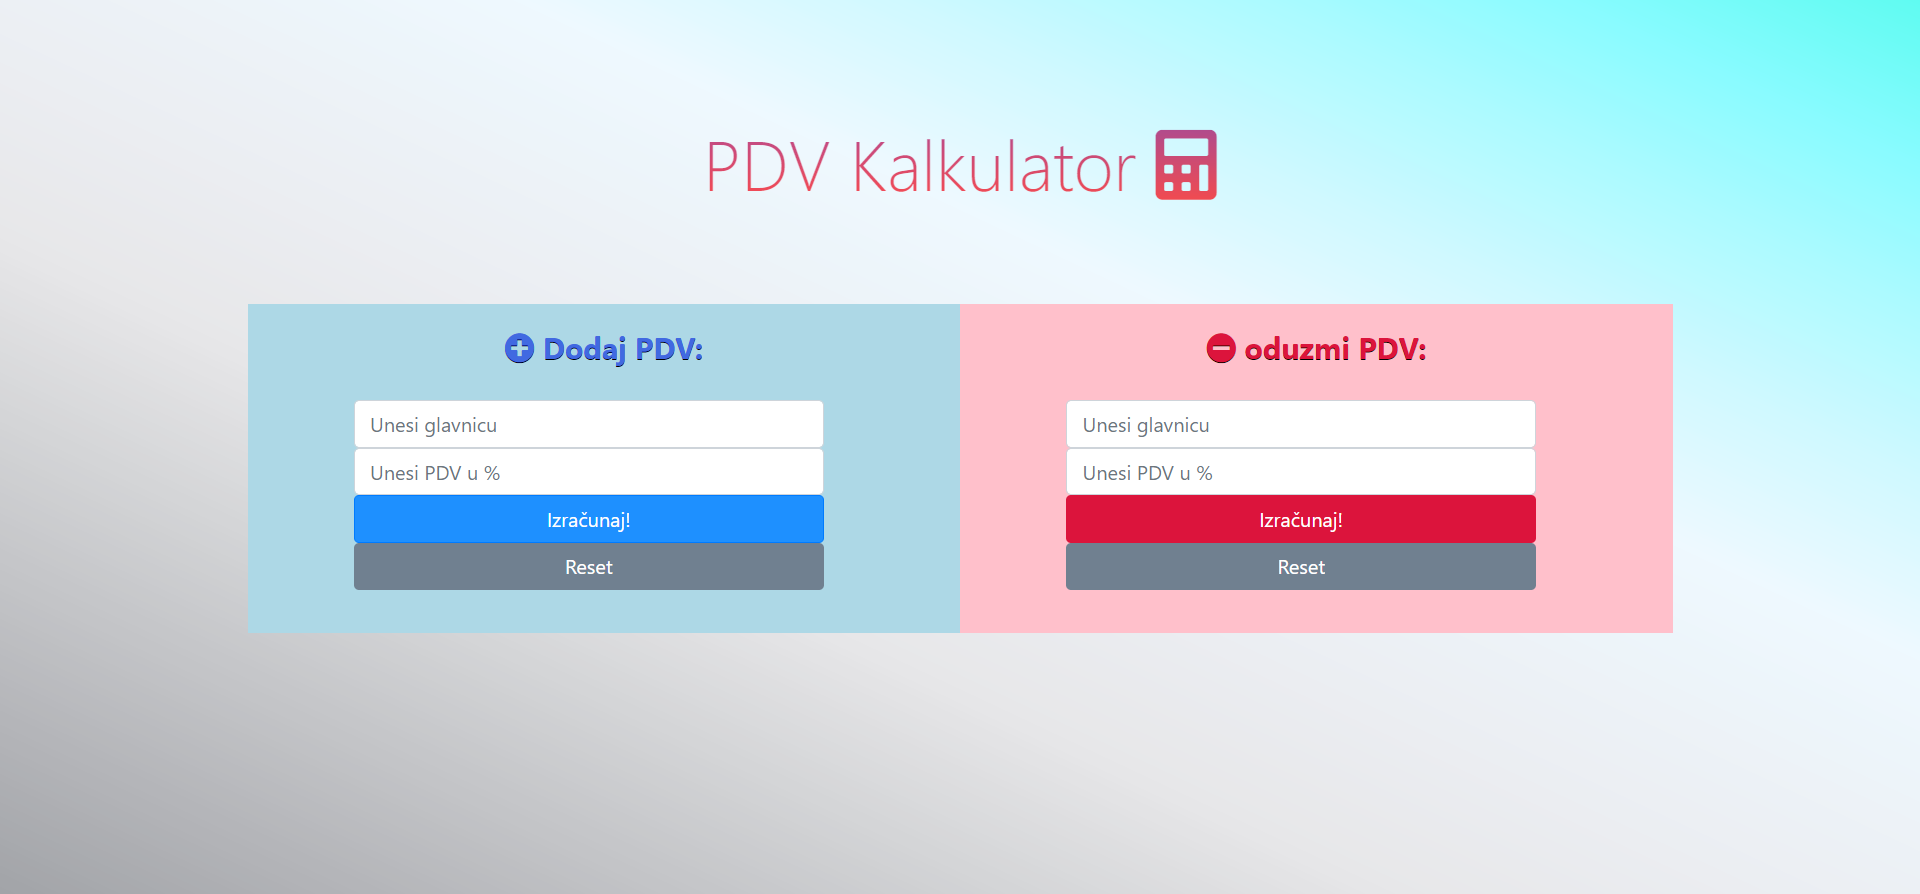 PDV Kalkulator
Dodaj PDV:
Unesi glavnicu
Unesi PDV u %
Izračunaj!
Reset
oduzmi PDV:
Unesi glavnicu
Unesi PDV u %
Izračunaj!
Reset